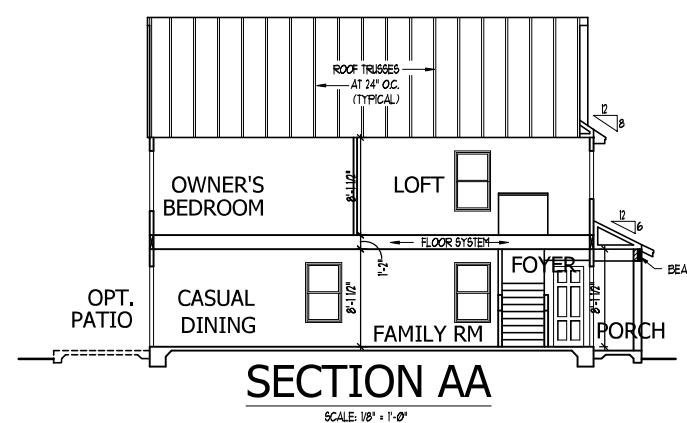 ROOF TRUSSES
AT 24" O.C.
(TYPICAL)
12
8
OWNER'S
BEDROOM
8'-1 1/2"
LOFT
12
6
FLOOR SYSTEM
1'-2"
FOYER
BEA
OPT.
PATIO
CASUAL
DINING
8'-1 1/2"
FAMILY RM
8'-1 1/2"
PORCH
SECTION AA
SCALE: 1/8" = 1'-0"